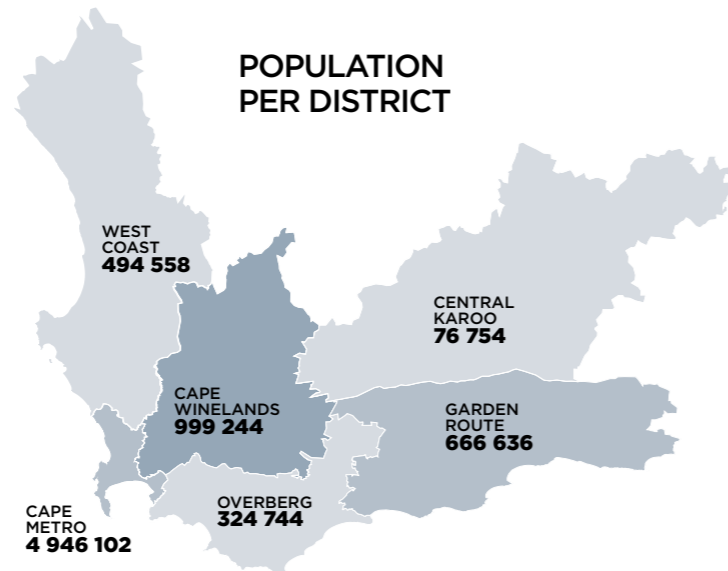 POPULATION
PER DISTRICT
WEST
COAST
494 558
CENTRAL
KAROO
76 754
CAPE
WINELANDS
999 244
GARDEN
ROUTE
666 636
OVERBERG
324 744
CAPE
METRO
4 946 102